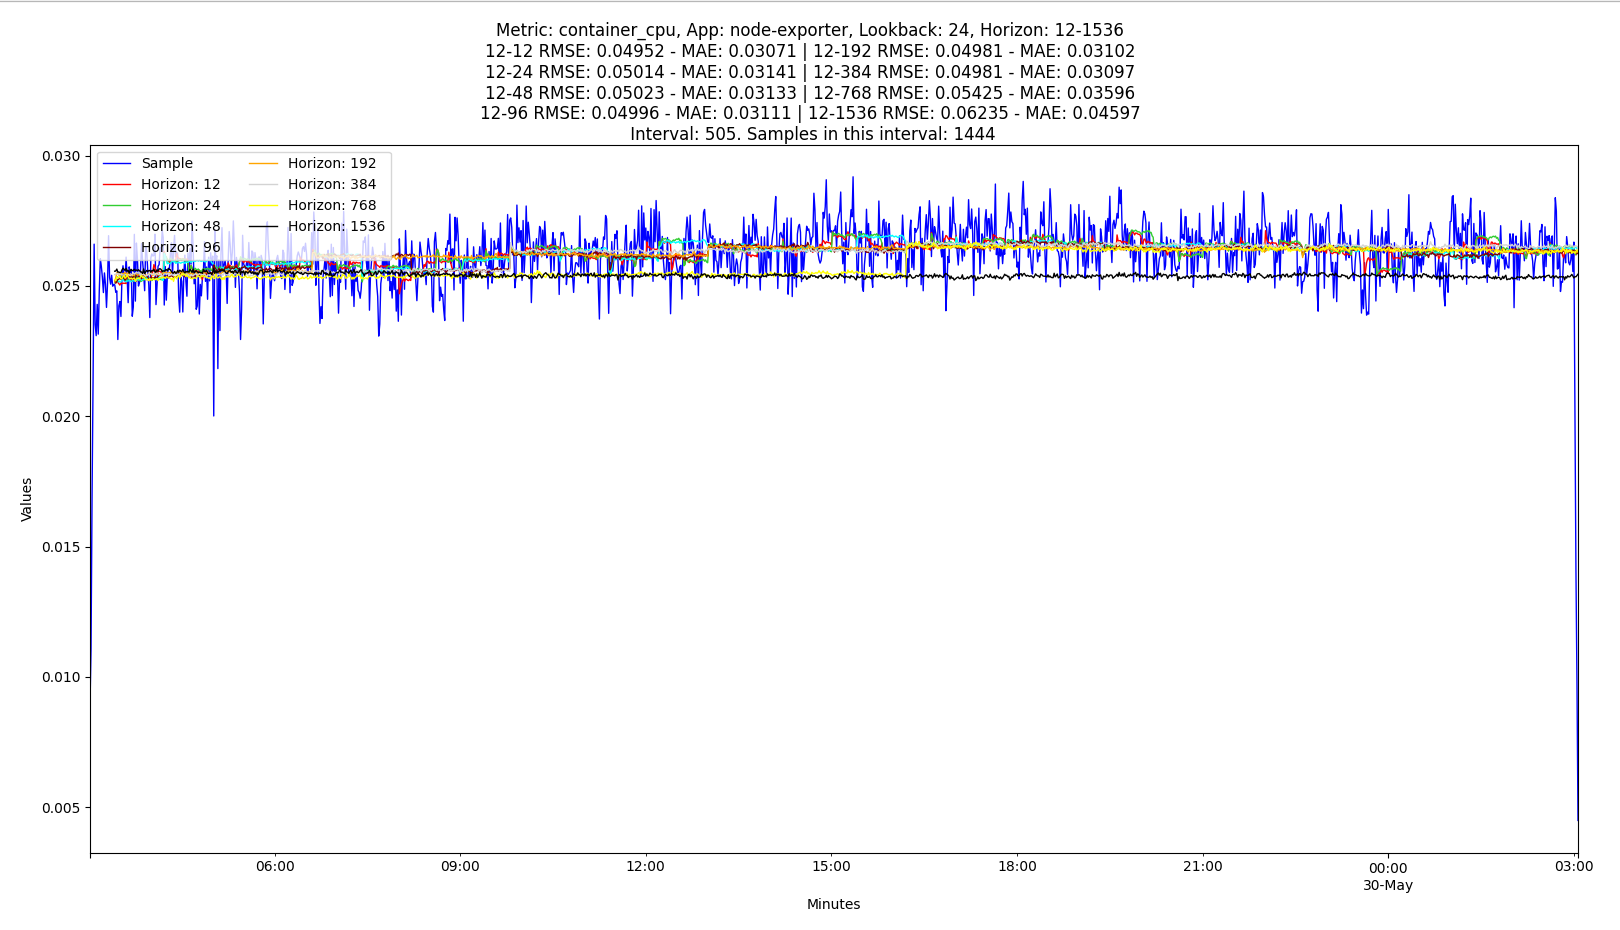 Metric: container_cpu, App: node-exporter, Lookback: 24, Horizon: 12-1536
12-12 RMSE: 0.04952 - MAE: 0.03071 | 12-192 RMSE: 0.04981 - MAE: 0.03102
12-24 RMSE: 0.05014 - MAE: 0.03141 | 12-384 RMSE: 0.04981 - MAE: 0.03097
12-48 RMSE: 0.05023 - MAE: 0.03133 | 12-768 RMSE: 0.05425 - MAE: 0.03596
12-96 RMSE: 0.04996 - MAE: 0.03111 | 12-1536 RMSE: 0.06235 - MAE: 0.04597
Interval: 505. Samples in this interval: 1444
Sample
Horizon: 12
Horizon: 24
Horizon: 48
Horizon: 96
Horizon: 192
Horizon: 384
Horizon: 768
Horizon: 1536
0.030
0.025
0.020
0.015
0.010
0.005
Values
06:00
09:00
12:00
15:00
18:00
21:00
00:00
30-May
03:00
Minutes